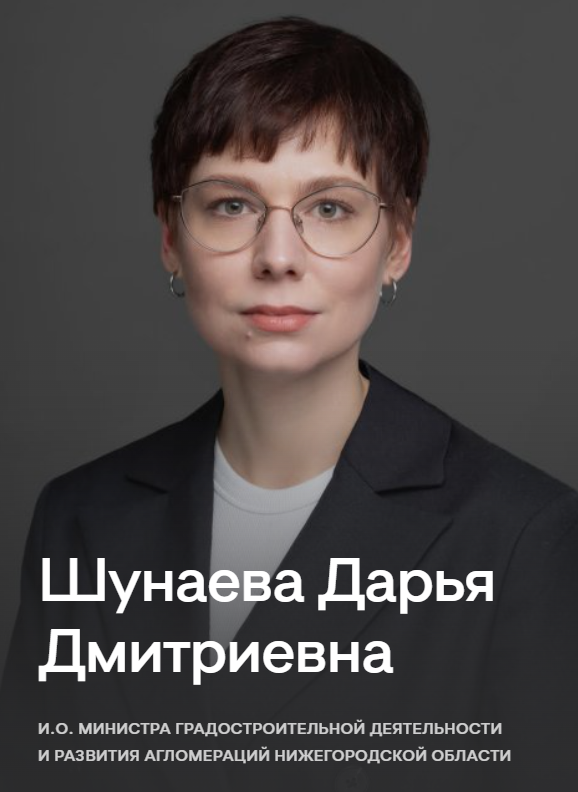 Шунаева Дарья
Дмитриевна
И.О. МИНИСТРА ГРАДОСТРОИТЕЛЬНОЙ ДЕЯТЕЛЬНОСТИ
И РАЗВИТИЯ АГЛОМЕРАЦИЙ НИЖЕГОРОДСКОЙ ОБЛАСТИ